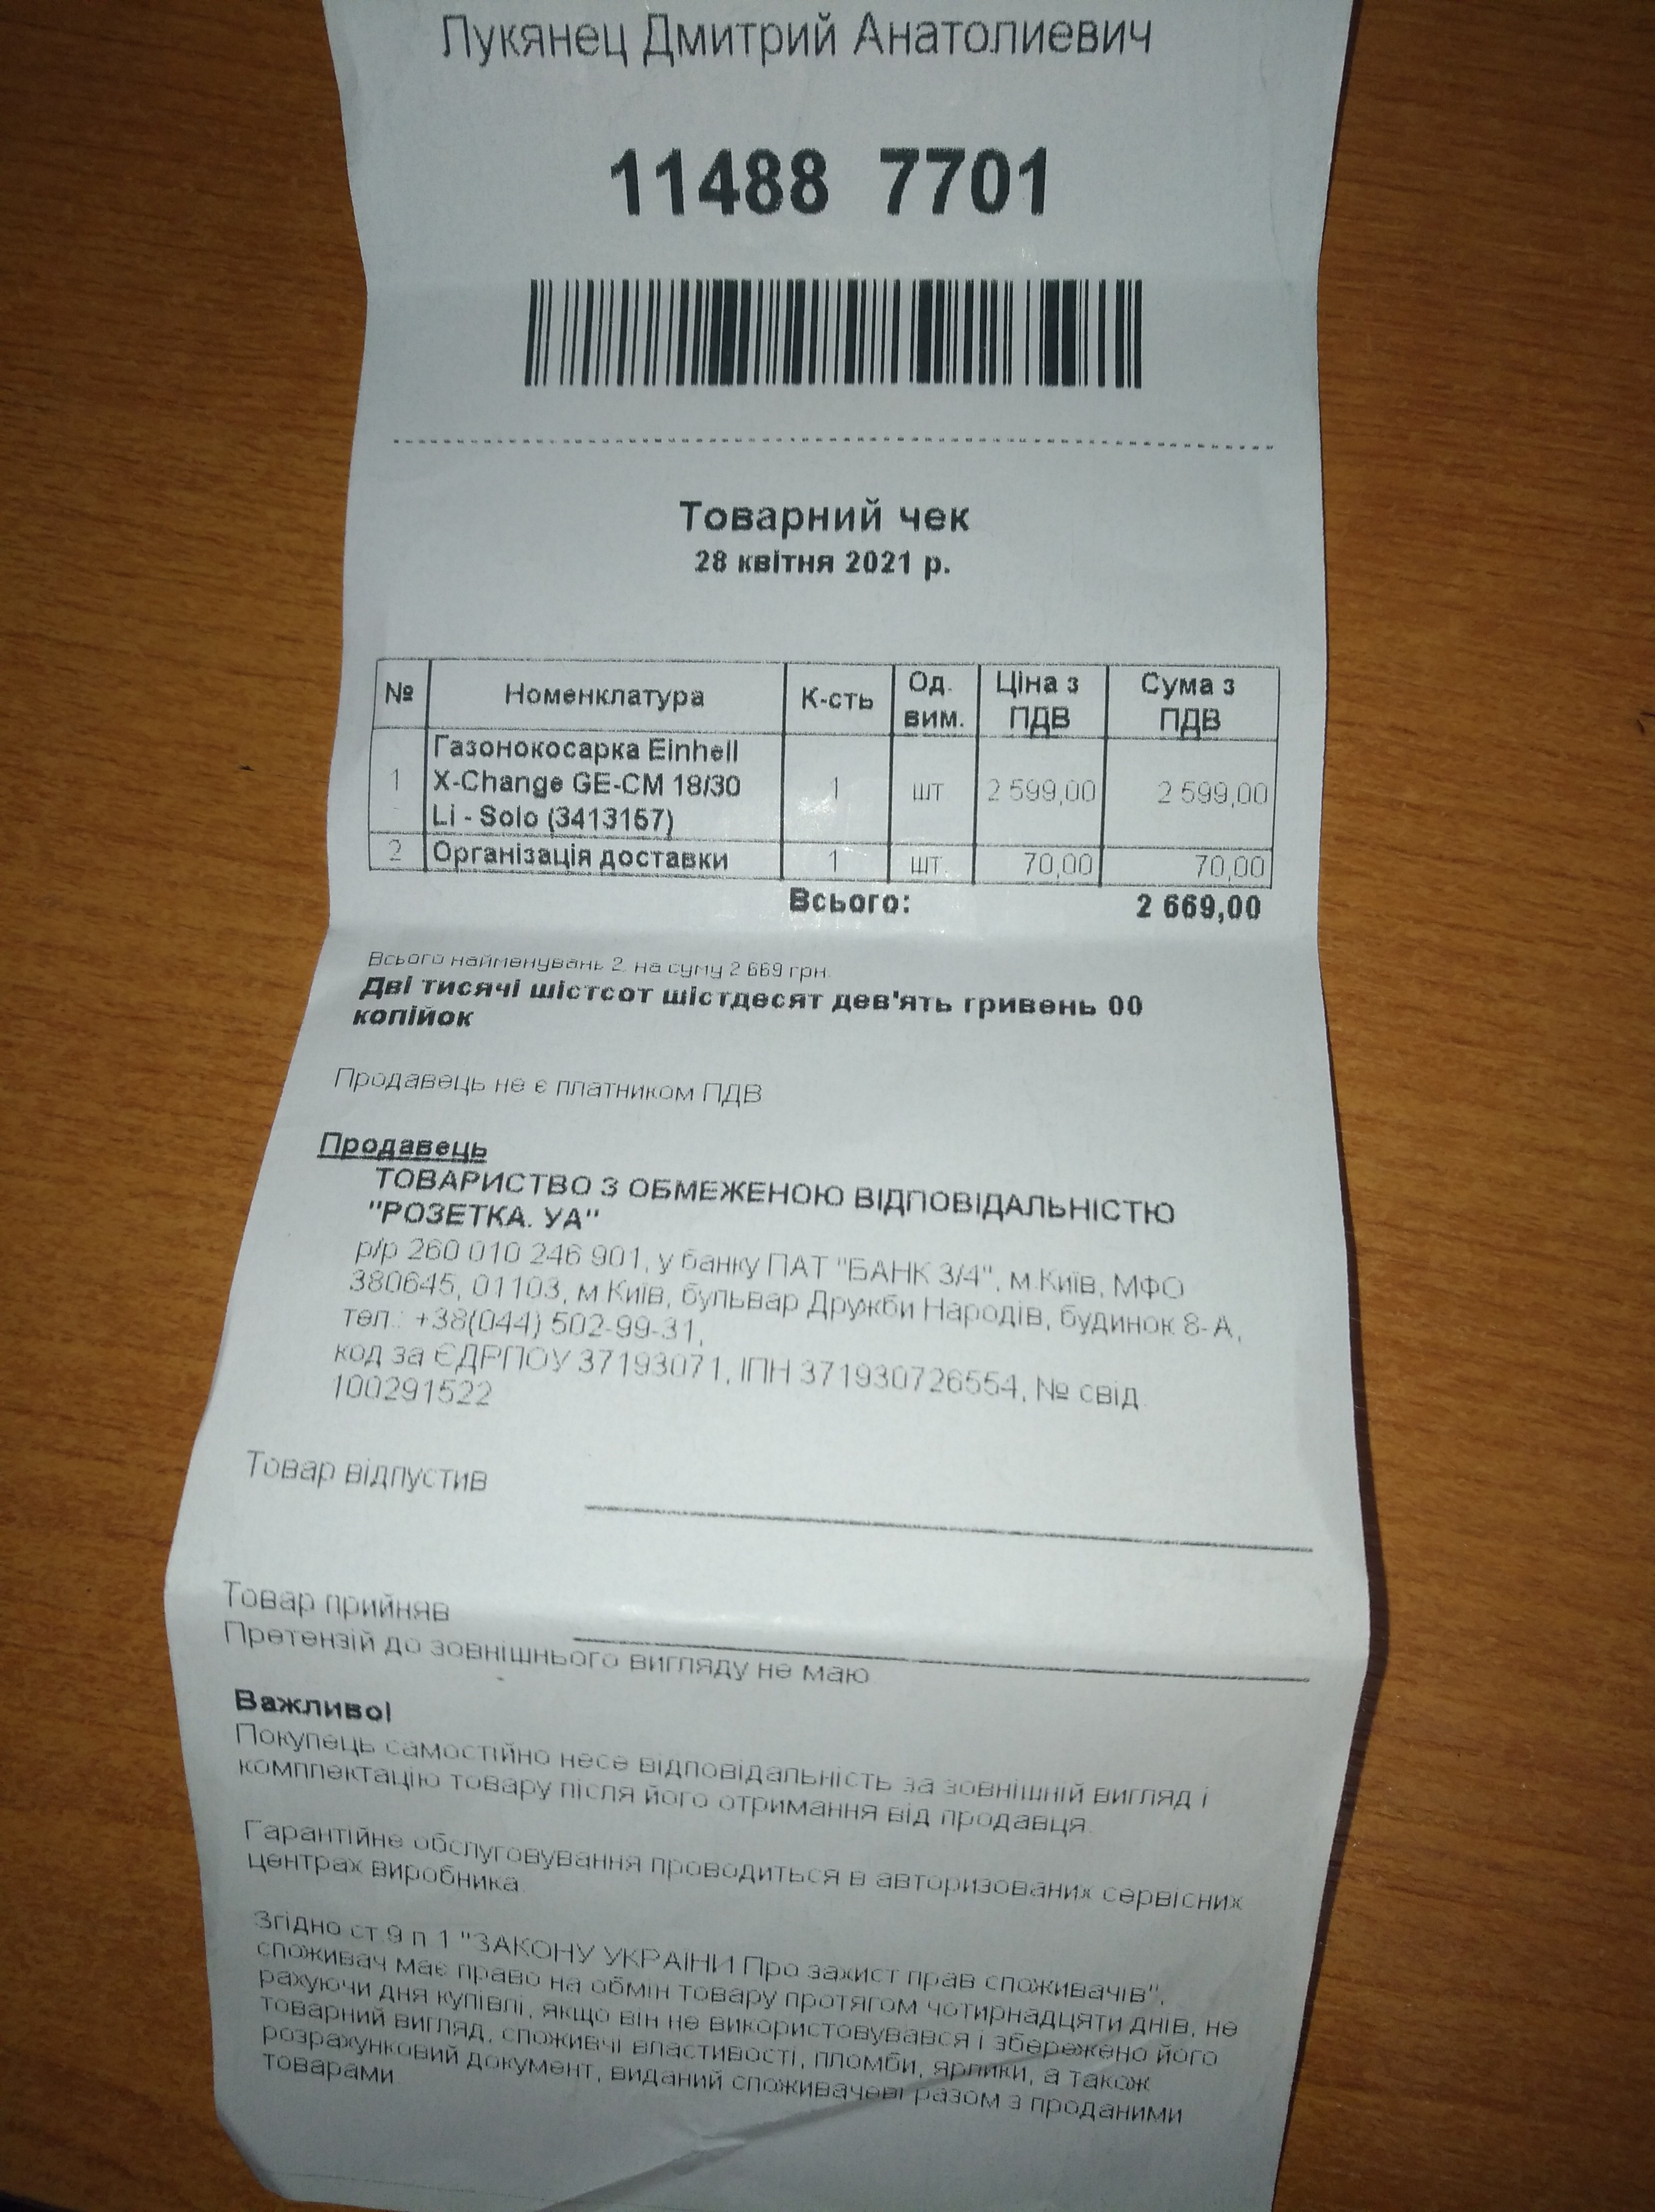 Лукянец Дмитрий Анатолиевич
11488 7701
Товарний чек
28 квітня 2021 р.
№ Номенклатура К-сть Од. вим. Ціна з ПДВ Сума з ПДВ
1 Газонокосарка Einhell X-Change GE-CM 18/30 Li - Solo (3413157) 1 шт 2 599,00 2 599,00
2 Організація доставки 1 шт. 70,00 70,00
Всього: 2 669,00
Всього найменувань 2, на суму 2 669 грн.
Дві тисячі шістсот шістдесят дев'ять гривень 00
копійок
Продавець не є платником ПДВ
Продавець
ТОВАРИСТВО З ОБМЕЖЕНОЮ ВІДПОВІДАЛЬНІСТЮ
"РОЗЕТКА. УА"
р/р 260 010 246 901, у банку ПАТ "БАНК 3/4", м.Київ, МФО
380645, 01103, м.Київ, бульвар Дружби Народів, будинок 8-А,
тел.: +38(044) 502-99-31,
код за ЄДРПОУ 37193071, ІПН 371930726554, № свід.
100291522
Товар відпустив
Товар прийняв
Претензій до зовнішнього вигляду не маю
Важливо!
Покупець самостійно несе відповідальність за зовнішній вигляд і
комплектацію товару після його отримання від продавця.
Гарантійне обслуговування проводиться в авторизованих сервісних
центрах виробника.
Згідно ст.9 п 1 "ЗАКОНУ УКРАІНИ Про захист прав споживачів",
споживач має право на обмін товару протягом чотирнадцяти днів, не
рахуючи дня купівлі, якщо він не використовувався і збережено його
товарний вигляд, споживчі властивості, пломби, ярлики, а також
розрахунковий документ, виданий споживачеві разом з проданими
товарами